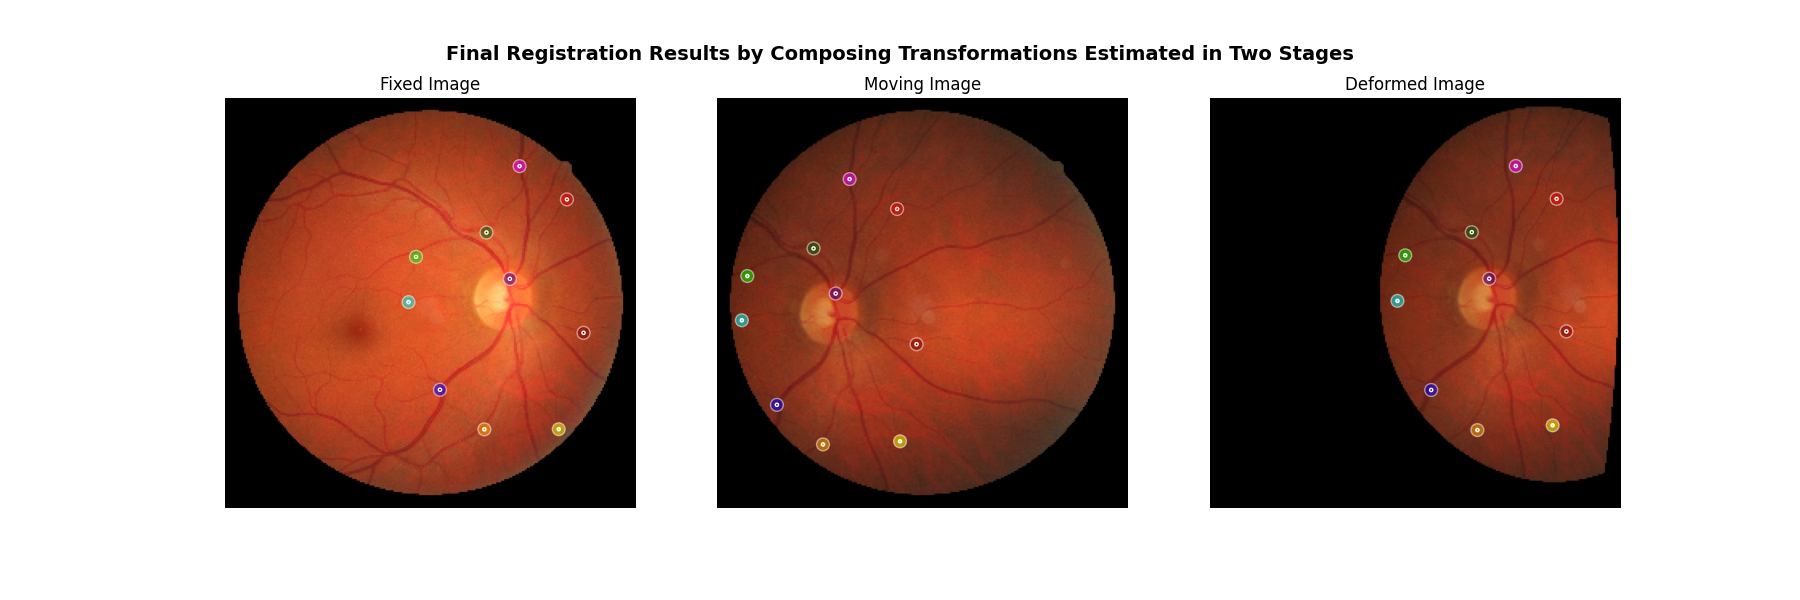 Final Registration Results by Composing Transformations Estimated in Two Stages
Fixed Image
Moving Image
Deformed Image